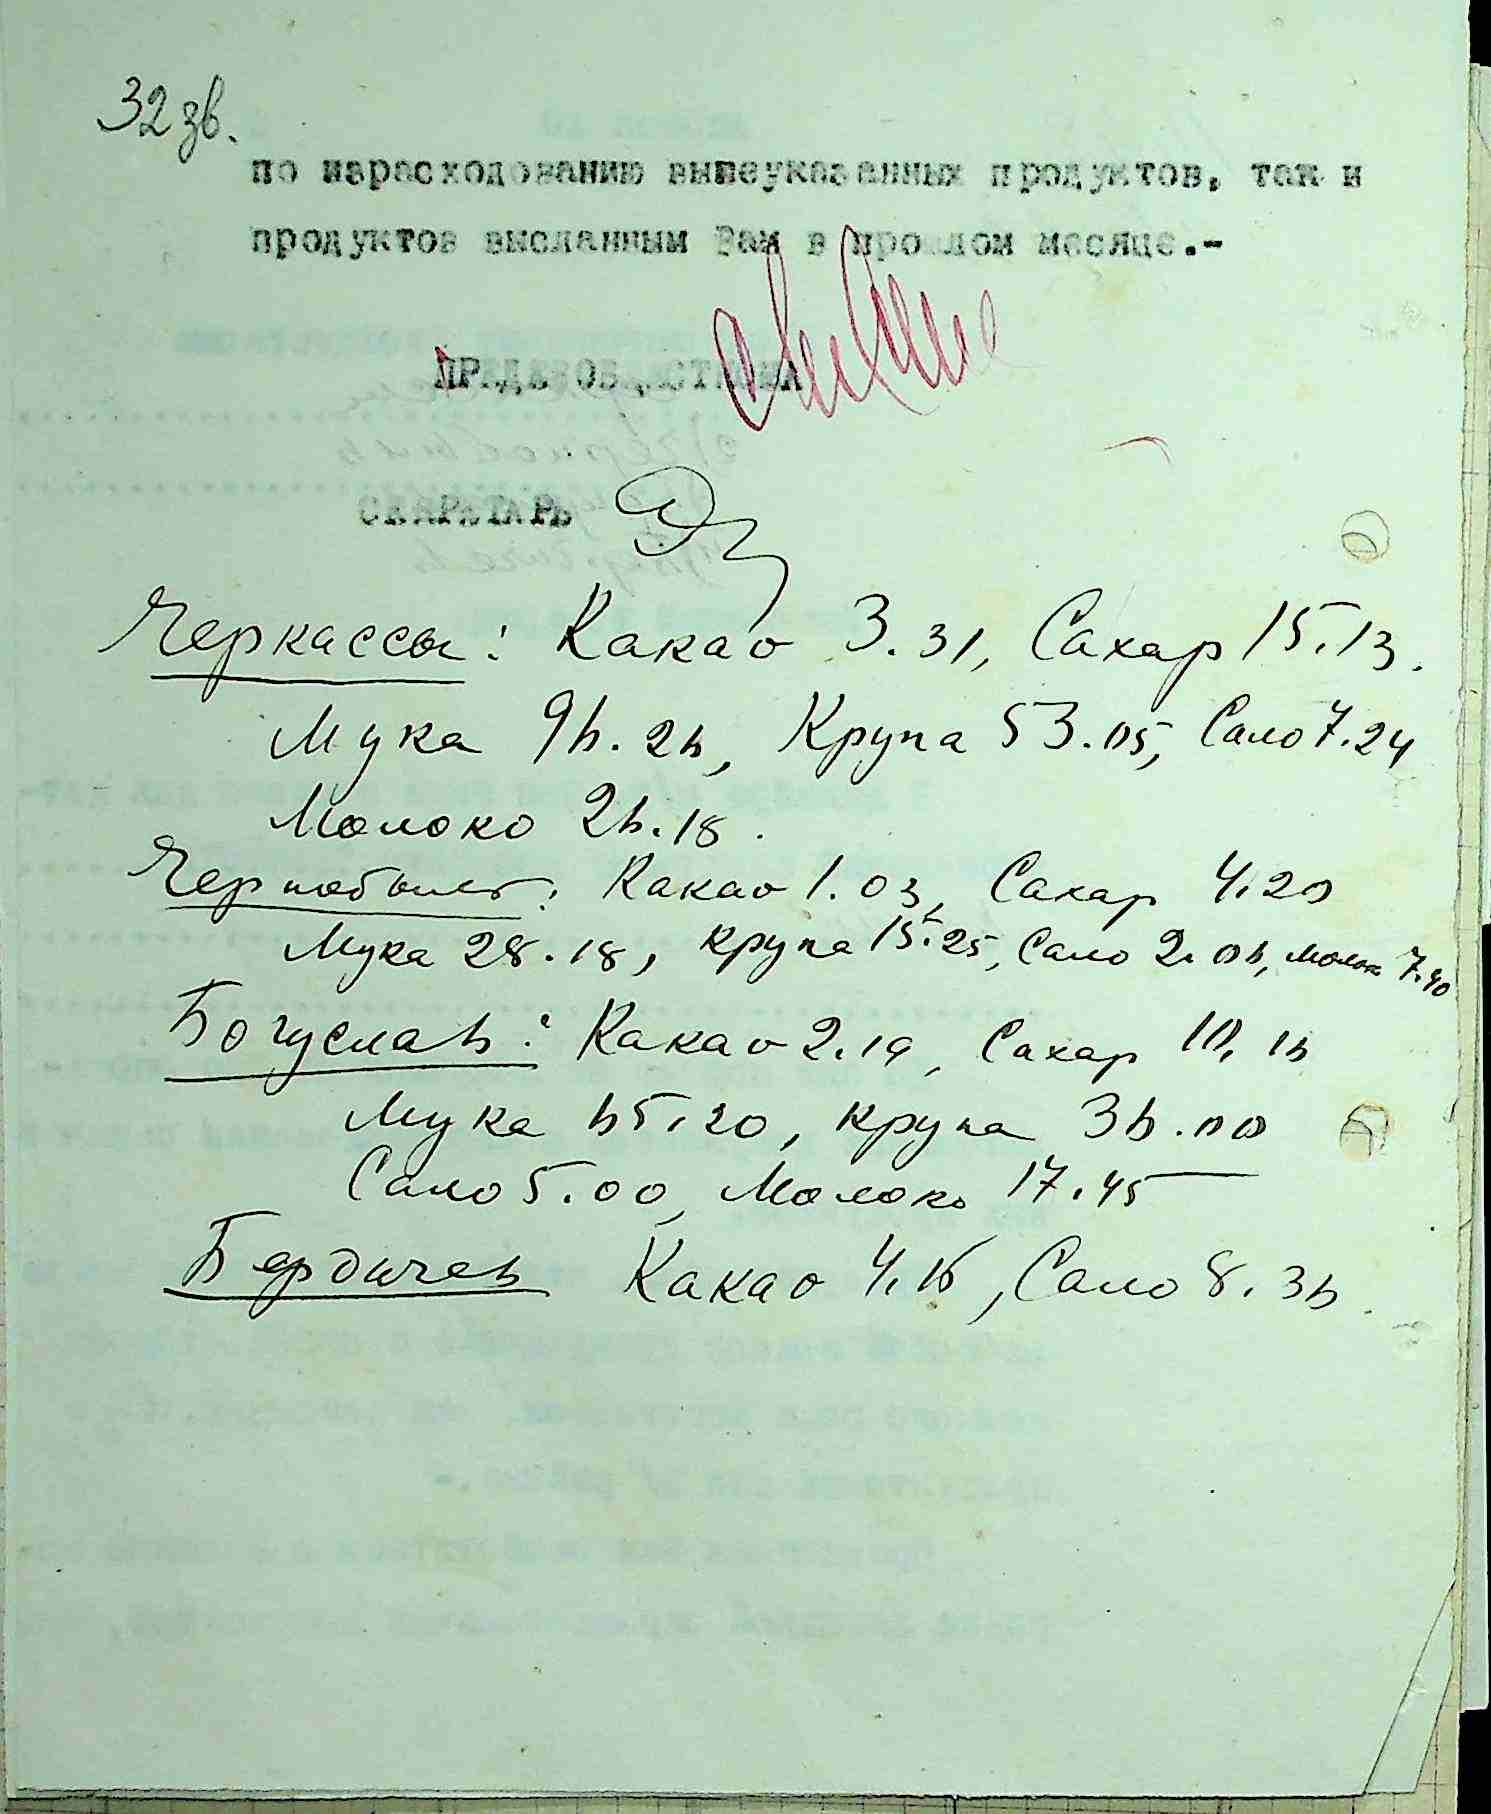 32 зв.
по израсходованию вышеуказанных продуктов, так и
продуктов высланным Вам в прошлом месяце.-
ПРЕДЕВОБЩЕСТКОМА
СЕКРЕТАРЬ
Черкассы: Какао 3.31, Сахар 15.13.
Мука 96.26, Крупа 53.05, Сало 7.24
Молоко 26.18.
Чернобыль: Какао 1.03, Сахар 4.20
Мука 28.18, крупа 15.25, Сало 2.06, молок 7.40
Богуслав: Какао 2.19, Сахар 10.16
Мука 65.20, крупа 36.00
Сало 5.00, Молоко 17.45
Бердичев Какао 4.16, Сало 8.36.